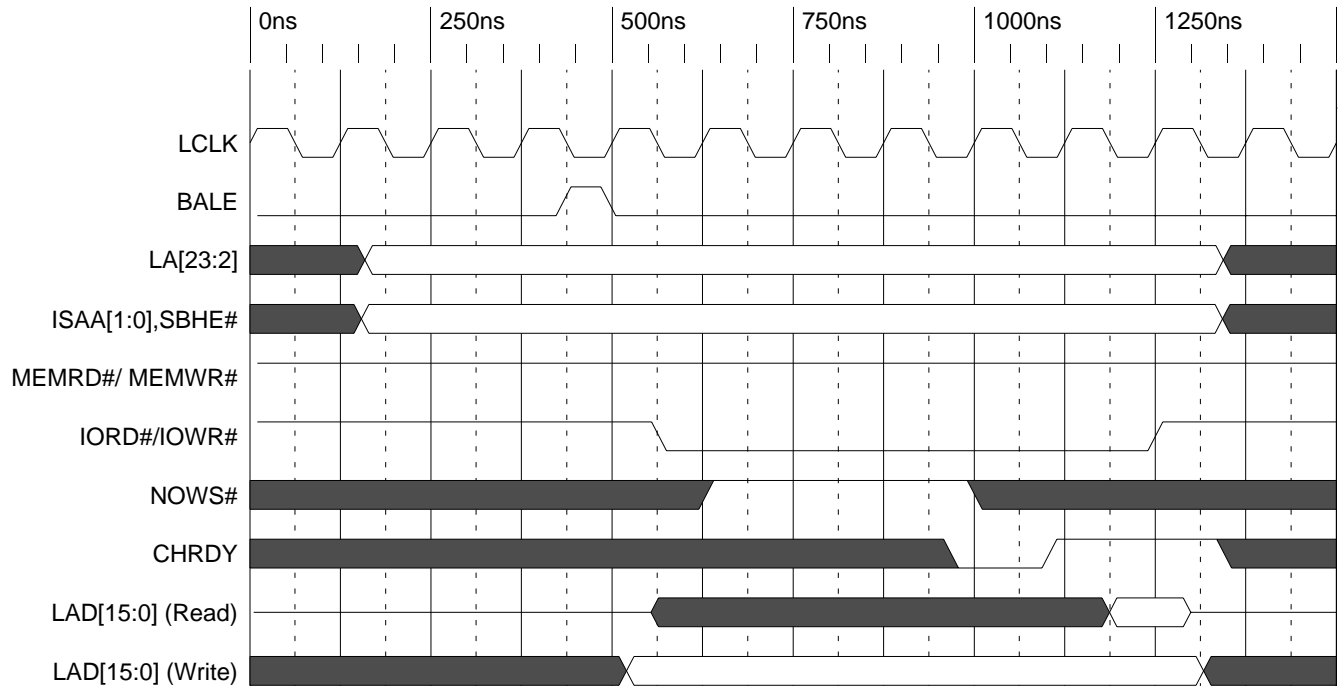 0ns 250ns 500ns 750ns 1000ns 1250ns
LCLK
BALE
LA[23:2]
ISAA[1:0],SBHE#
MEMRD#/ MEMWR#
IORD#/IOWR#
NOWS#
CHRDY
LAD[15:0] (Read)
LAD[15:0] (Write)